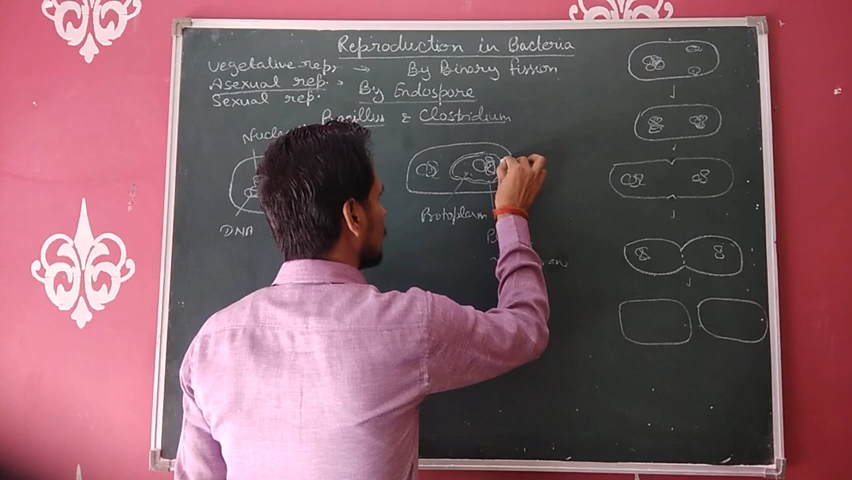 Reproduction in Bacteria
Vegetative rep. → By Binary fission
Asexual rep. → By Endospore
Sexual rep.
Bacillus & Clostridium
DNA
Protoplasm